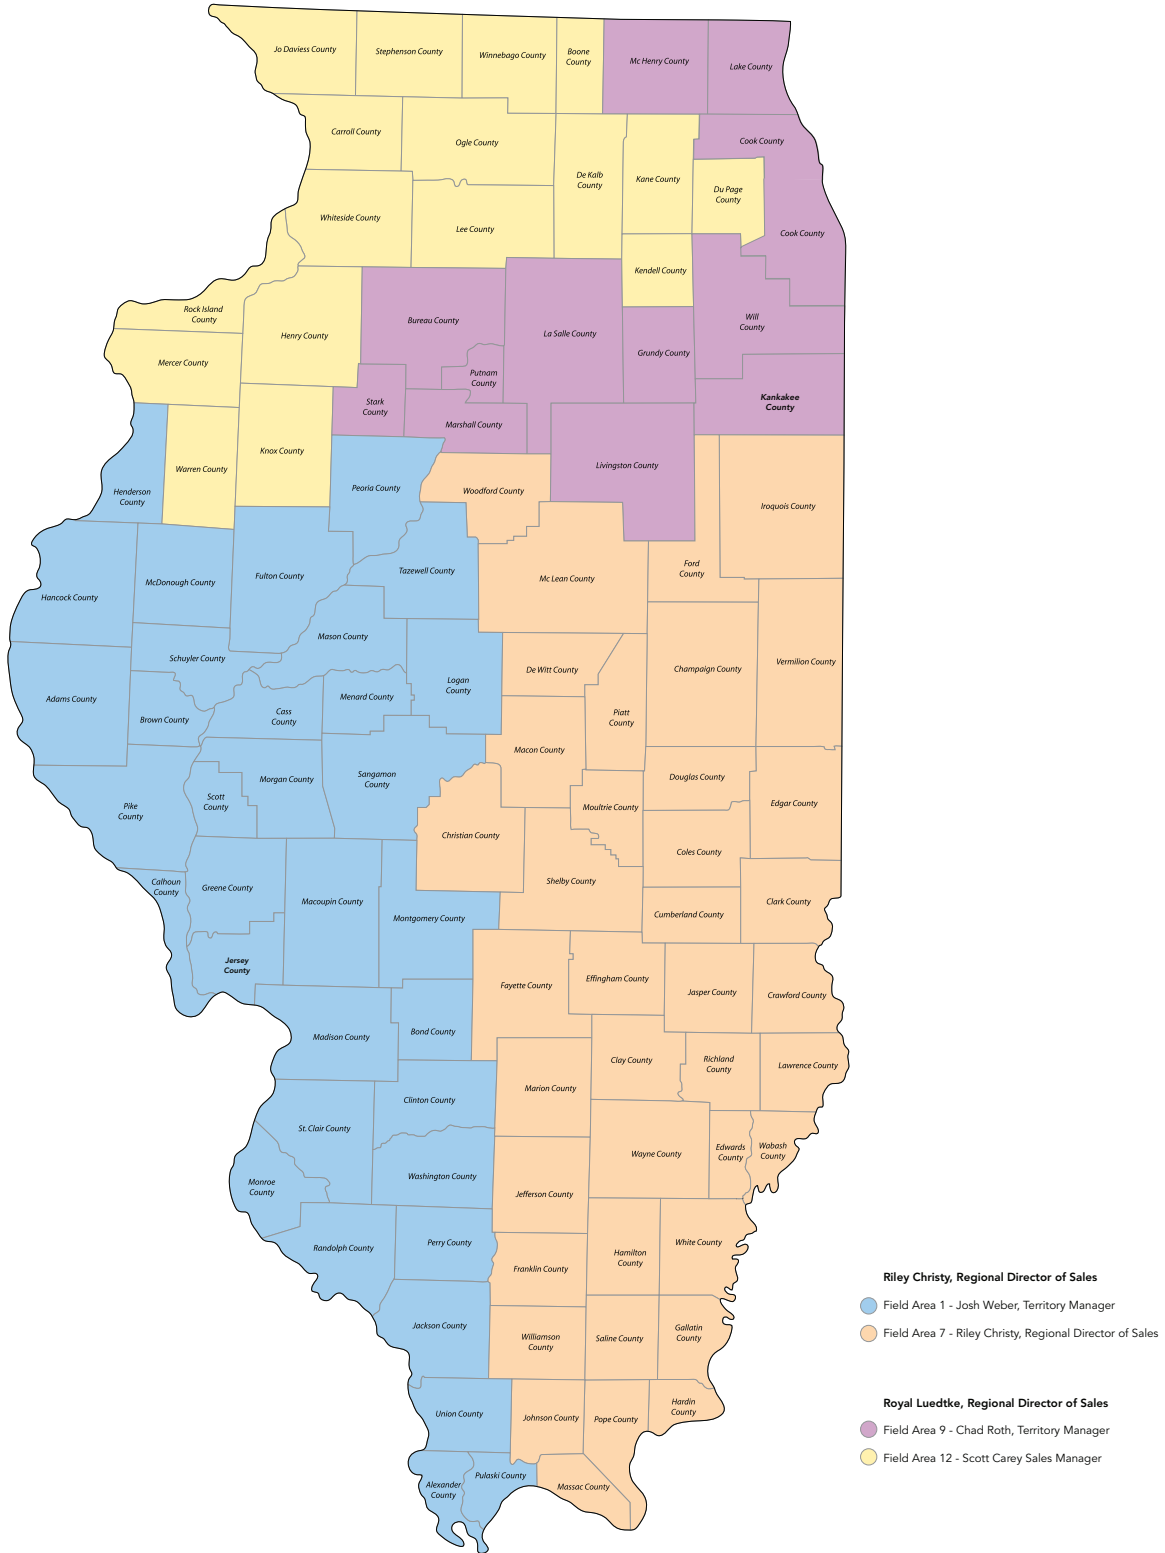 Jo Daviess County
Stephenson County
Winnebago County
Boone
County
Mc Henry County
Lake County
Carroll County
Ogle County
Cook County
De Kalb
County
Kane County
Du Page
County
Whiteside County
Lee County
Cook County
Kendell County
Rock Island
County
Bureau County
La Salle County
Will
County
Henry County
Grundy County
Mercer County
Putnam
County
Stark
County
Kankakee
County
Marshall County
Knox County
Warren County
Livingston County
Henderson
County
Peoria County
Woodford County
Iroquois County
Hancock County
McDonough County
Fulton County
Tazewell County
Mc Lean County
Ford
County
Mason County
Schuyler County
Logan
County
De Witt County
Champaign County
Vermilion County
Adams County
Brown County
Cass
County
Menard County
Piatt
County
Macon County
Pike
County
Scott
County
Morgan County
Sangamon
County
Douglas County
Moultrie County
Edgar County
Christian County
Coles County
Calhoun
County
Greene County
Macoupin County
Shelby County
Montgomery County
Cumberland County
Clark County
Jersey
County
Fayette County
Effingham County
Jasper County
Crawford County
Madison County
Bond County
Clay County
Richland
County
Lawrence County
Marion County
Clinton County
St. Clair County
Wayne County
Edwards
County
Wabash
County
Monroe
County
Washington County
Jefferson County
Randolph County
Perry County
Franklin County
Hamilton
County
White County
Jackson County
Williamson
County
Saline County
Gallatin
County
Union County
Johnson County
Pope County
Hardin
County
Alexander
County
Pulaski County
Massac County
Riley Christy, Regional Director of Sales
Field Area 1 - Josh Weber, Territory Manager
Field Area 7 - Riley Christy, Regional Director of Sales
Royal Luedtke, Regional Director of Sales
Field Area 9 - Chad Roth, Territory Manager
Field Area 12 - Scott Carey Sales Manager